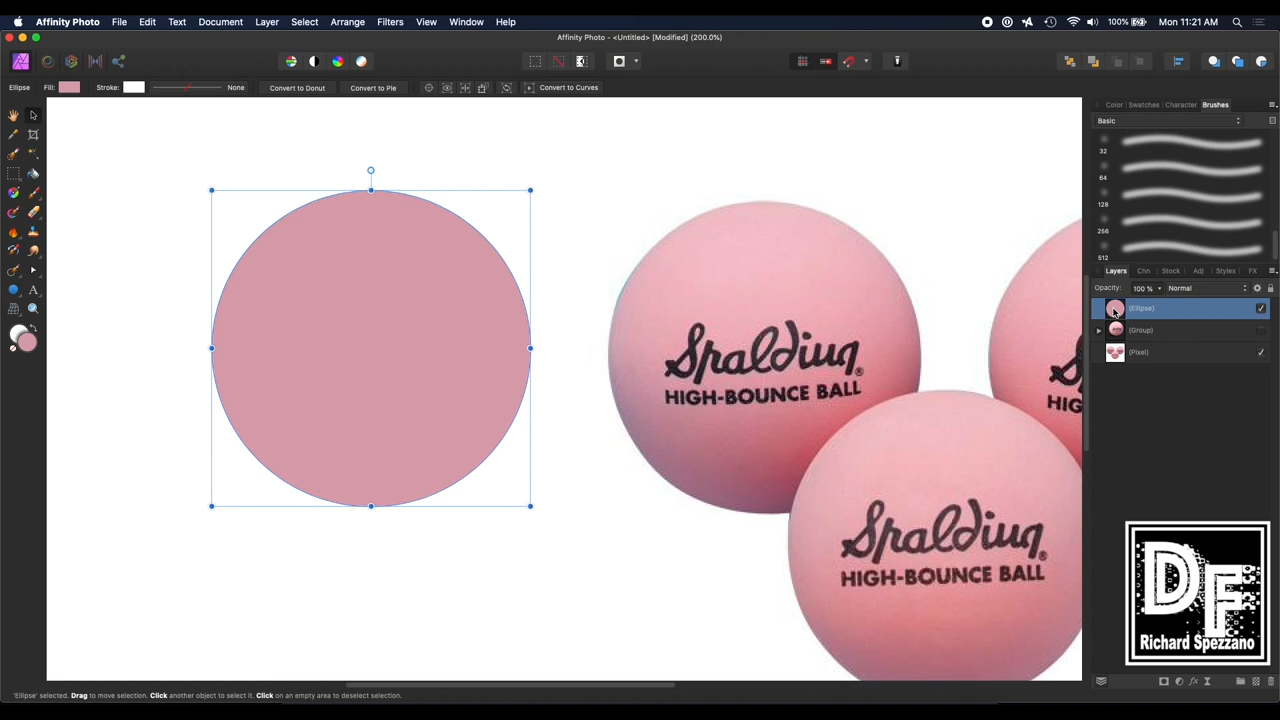 Affinity Photo File Edit Text Document Layer Select Arrange Filters View Window Help 100% Mon 11:21 AM
Affinity Photo - <Untitled> [Modified] (200.0%)
Ellipse Fill: Stroke: None Convert to Donut Convert to Pie Convert to Curves
Color Swatches Character Brushes
Basic
32
64
128
256
512
Layers Chn Stock Adj Styles FX
Opacity: 100 % Normal
(Ellipse)
(Group)
(Pixel)
Spalding®
HIGH-BOUNCE BALL
Spalding®
HIGH-BOUNCE BALL
S
HIG
DF
Richard Spezzano
'Ellipse' selected. Drag to move selection. Click another object to select it. Click on an empty area to deselect selection.